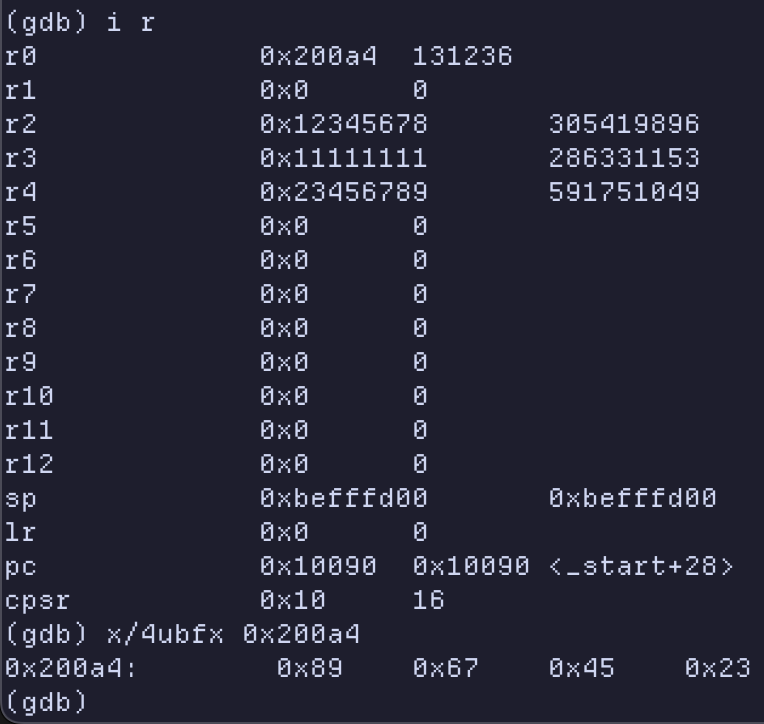 (gdb) i r
r0 0x200a4 131236
r1 0x0 0
r2 0x12345678 305419896
r3 0x11111111 286331153
r4 0x23456789 591751049
r5 0x0 0
r6 0x0 0
r7 0x0 0
r8 0x0 0
r9 0x0 0
r10 0x0 0
r11 0x0 0
r12 0x0 0
sp 0xbefffd00 0xbefffd00
lr 0x0 0
pc 0x10090 0x10090 <_start+28>
cpsr 0x10 16
(gdb) x/4ubfx 0x200a4
0x200a4: 0x89 0x67 0x45 0x23
(gdb)